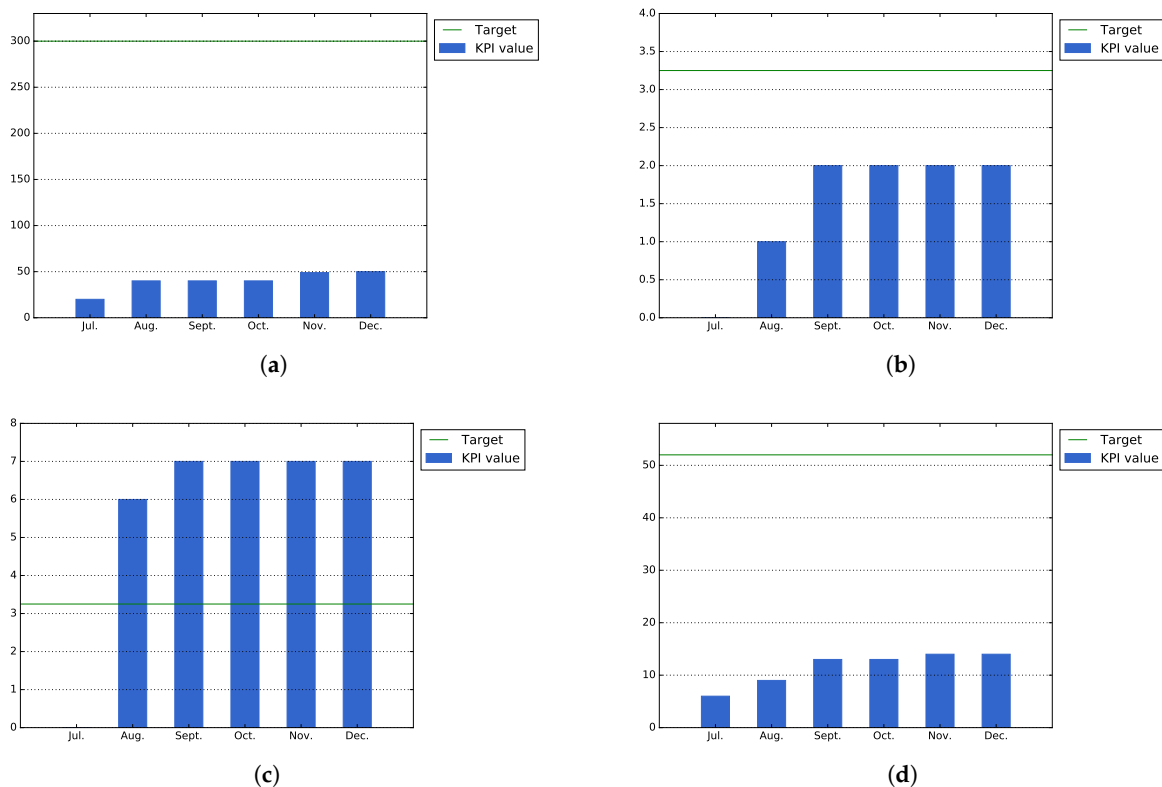 300
250
200
150
100
50
0
Jul. Aug. Sept. Oct. Nov. Dec.
Target
KPI value
(a)
4.0
3.5
3.0
2.5
2.0
1.5
1.0
0.5
0.0
Jul. Aug. Sept. Oct. Nov. Dec.
Target
KPI value
(b)
8
7
6
5
4
3
2
1
0
Jul. Aug. Sept. Oct. Nov. Dec.
Target
KPI value
(c)
50
40
30
20
10
0
Jul. Aug. Sept. Oct. Nov. Dec.
Target
KPI value
(d)